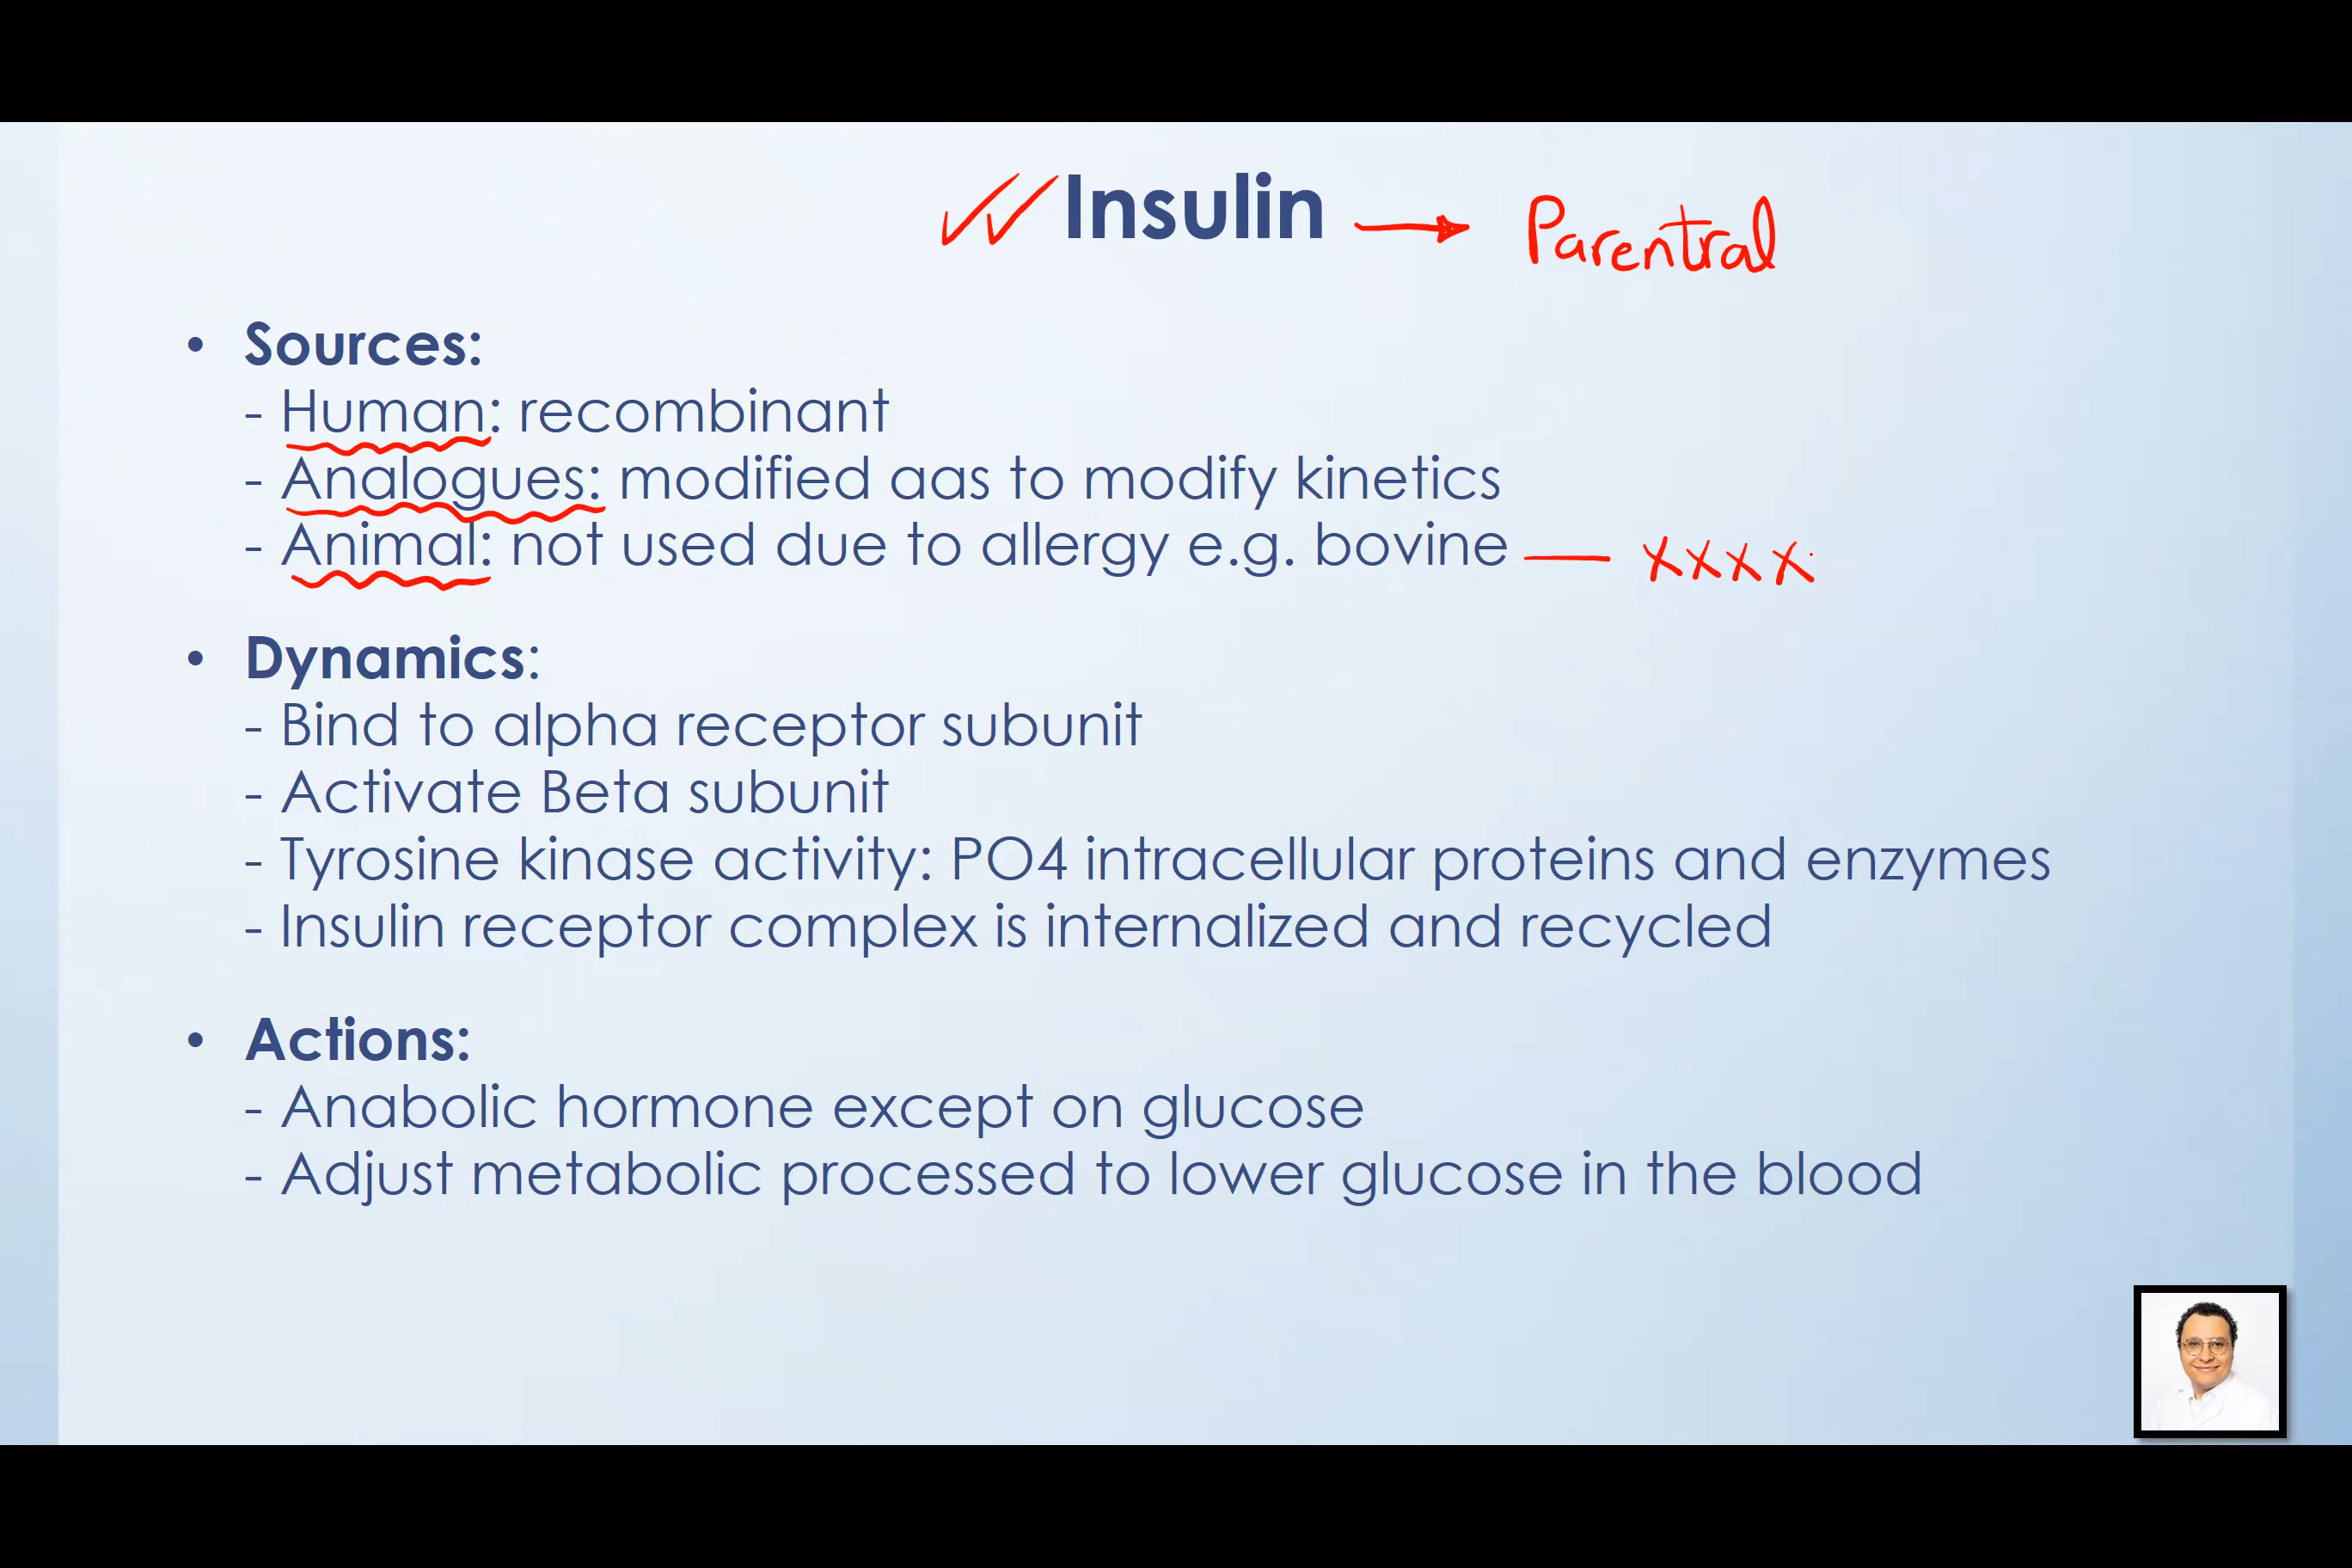 Insulin → Parentral
• Sources:
- Human: recombinant
- Analogues: modified aas to modify kinetics
- Animal: not used due to allergy e.g. bovine — xxxx
• Dynamics:
- Bind to alpha receptor subunit
- Activate Beta subunit
- Tyrosine kinase activity: PO4 intracellular proteins and enzymes
- Insulin receptor complex is internalized and recycled
• Actions:
- Anabolic hormone except on glucose
- Adjust metabolic processed to lower glucose in the blood